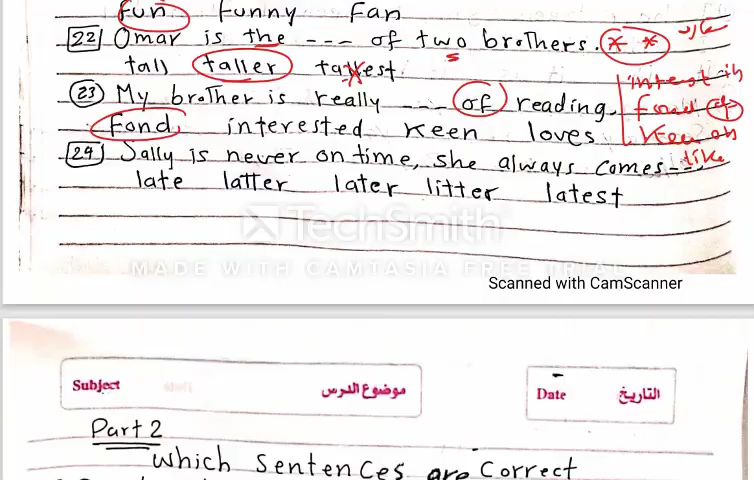 fun funny Fan
22 Omar is the --- of two brothers. * *
tall taller tallest
23 My brother is really --- of reading.
Fond interested Keen loves
interest in
fond of
Keen on
like
24 Sally is never on time, she always comes---
late latter later litter latest
TechSmith
MADE WITH CAMTASIA FREE TRIAL
Scanned with CamScanner
Subject موضوع الدرس
Date التاريخ
Part 2
Which sentences are correct